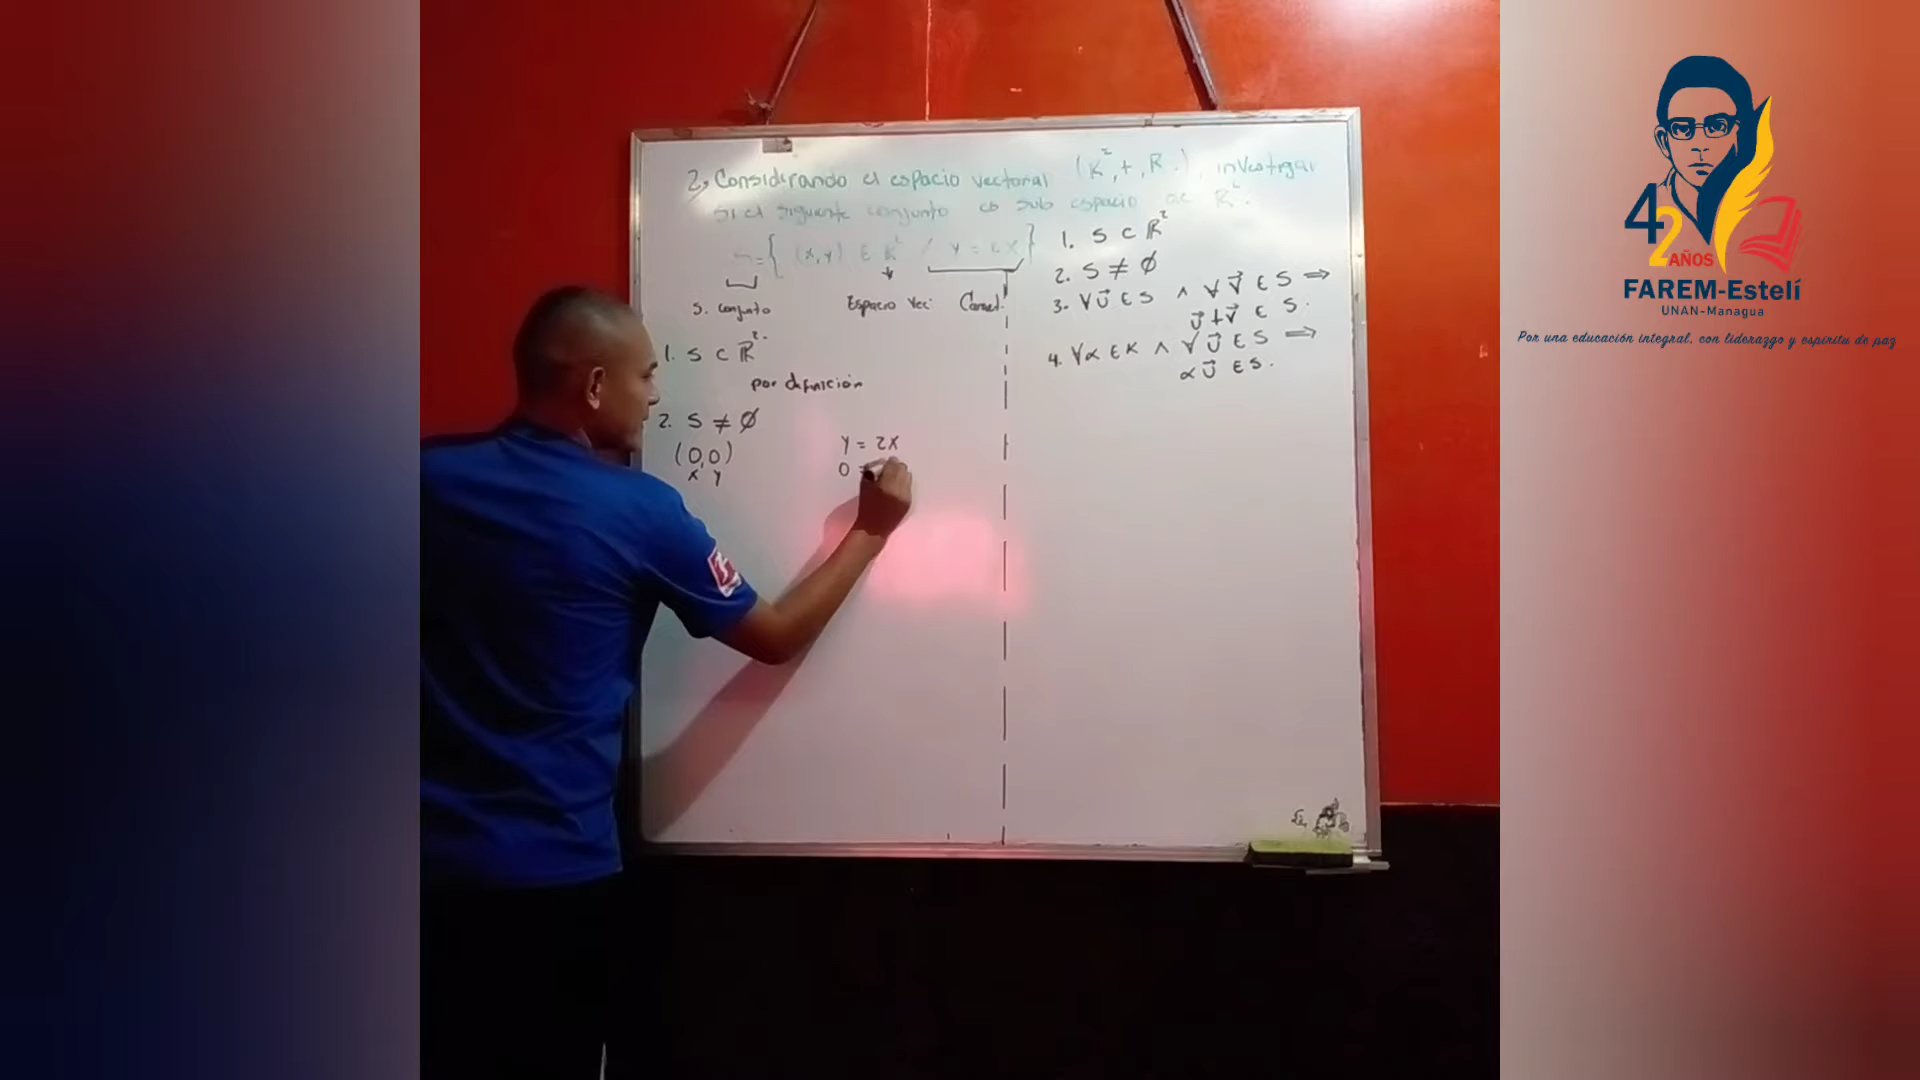 2, Considerando el espacio vectorial (R², +, R .), investigar
si el siguiente conjunto es sub espacio de R².
S = { (x,y) ∈ R² / y = 2x }
S. conjunto
Espacio Vec.
1. S ⊂ R².
por definición
2. S ≠ ∅
(0,0)
x y
y = 2x
0 =
1. S ⊂ R²
2. S ≠ ∅
3. ∀ū ∈ S ∧ ∀ v̄ ∈ S ⟹
ū + v̄ ∈ S.
4. ∀α ∈ K ∧ ∀ ū ∈ S ⟹
α ū ∈ S.
42
AÑOS
FAREM-Estelí
UNAN-Managua
Por una educación integral, con liderazgo y espíritu de paz